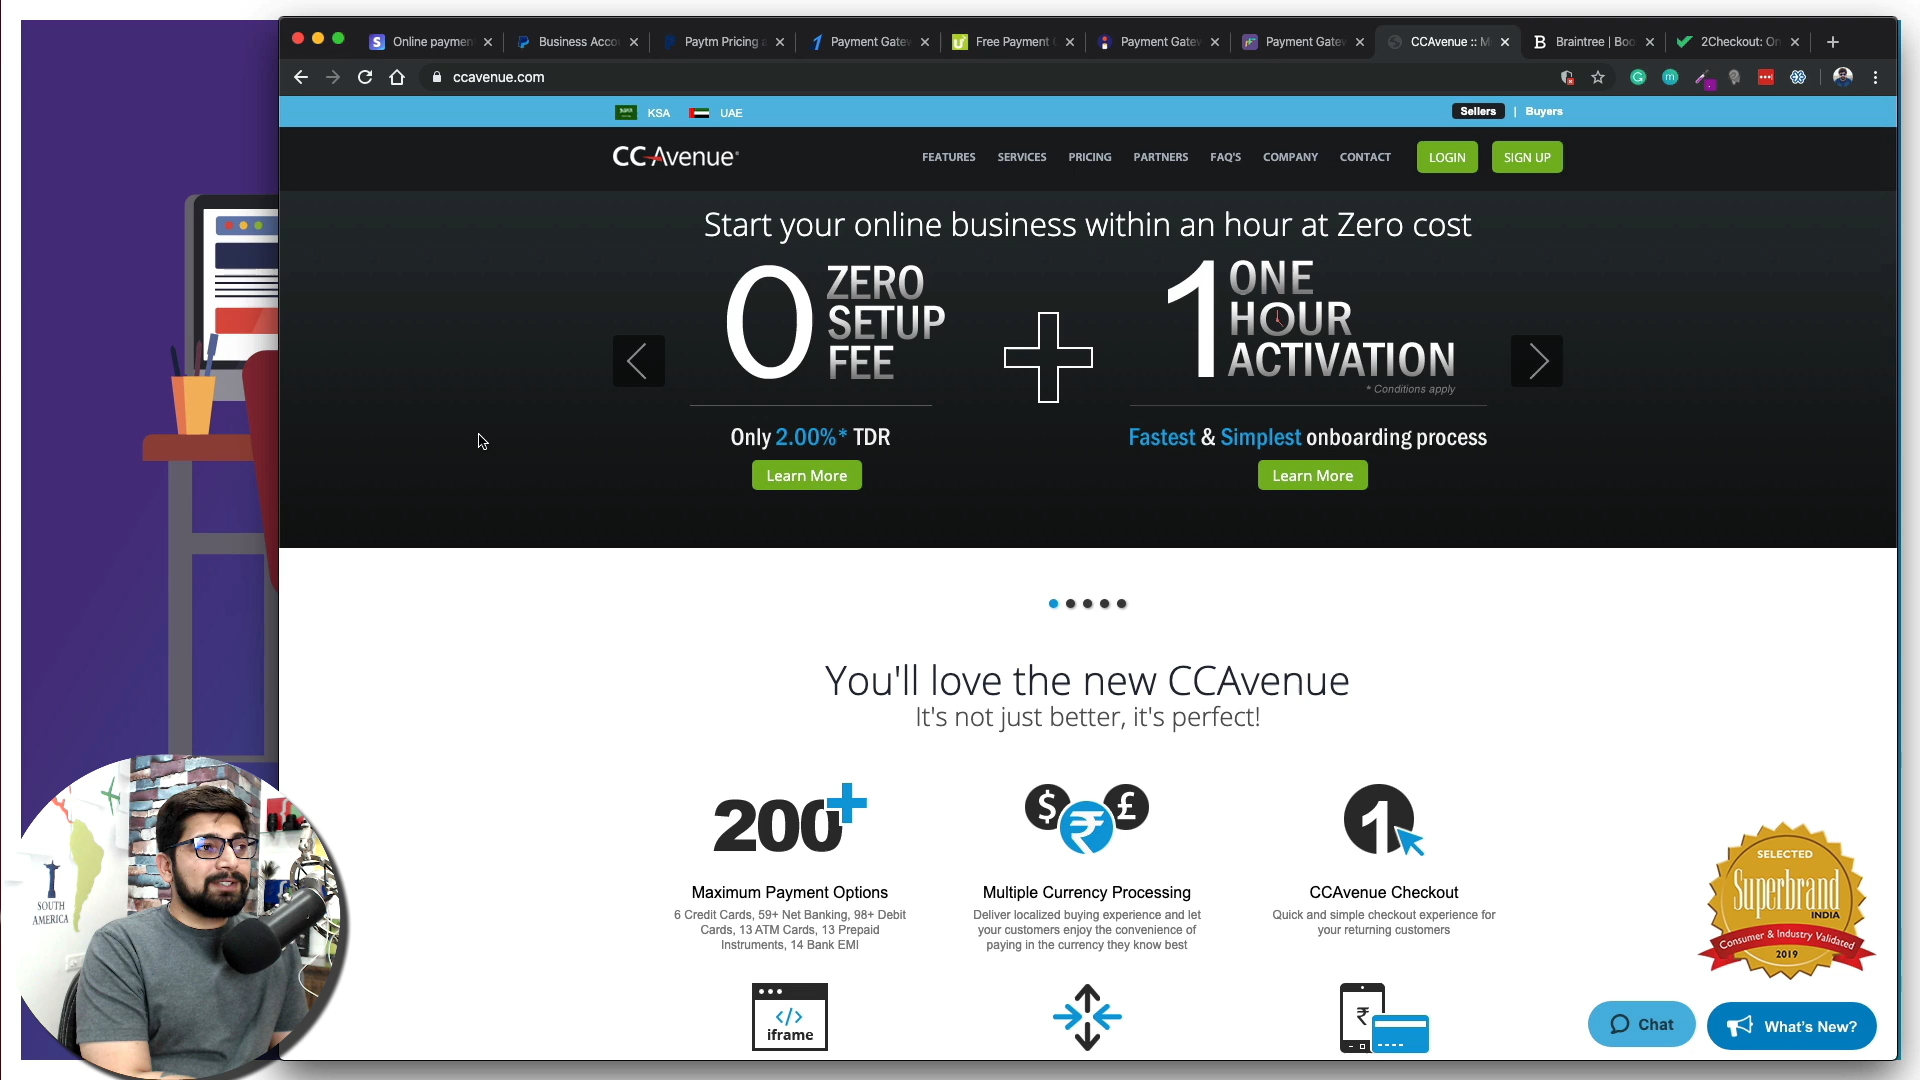 Online paymen
Business Acco
Paytm Pricing a
Payment Gatew
Free Payment G
Payment Gatew
Payment Gatew
CCAvenue :: M
Braintree | Boo
2Checkout: On
ccavenue.com
KSA
UAE
Sellers | Buyers
CCAvenue
FEATURES SERVICES PRICING PARTNERS FAQ'S COMPANY CONTACT LOGIN SIGN UP
Start your online business within an hour at Zero cost
0 ZERO
SETUP
FEE
1 ONE
HOUR
ACTIVATION
* Conditions apply
Only 2.00%* TDR
Learn More
Fastest & Simplest onboarding process
Learn More
You'll love the new CCAvenue
It's not just better, it's perfect!
200+
$ ₹ £
1
Maximum Payment Options
6 Credit Cards, 59+ Net Banking, 98+ Debit
Cards, 13 ATM Cards, 13 Prepaid
Instruments, 14 Bank EMI
Multiple Currency Processing
Deliver localized buying experience and let
your customers enjoy the convenience of
paying in the currency they know best
CCAvenue Checkout
Quick and simple checkout experience for
your returning customers
SELECTED
Superbrand
INDIA
Consumer & Industry Validated
2019
SOUTH
AMERICA
</>
iframe
₹
Chat
What's New?